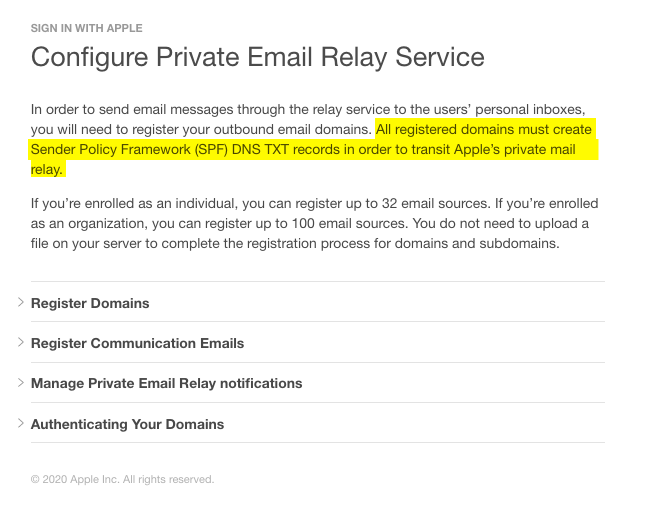 SIGN IN WITH APPLE
Configure Private Email Relay Service
In order to send email messages through the relay service to the users’ personal inboxes,
you will need to register your outbound email domains. All registered domains must create
Sender Policy Framework (SPF) DNS TXT records in order to transit Apple’s private mail
relay.
If you’re enrolled as an individual, you can register up to 32 email sources. If you’re enrolled
as an organization, you can register up to 100 email sources. You do not need to upload a
file on your server to complete the registration process for domains and subdomains.
Register Domains
Register Communication Emails
Manage Private Email Relay notifications
Authenticating Your Domains
© 2020 Apple Inc. All rights reserved.